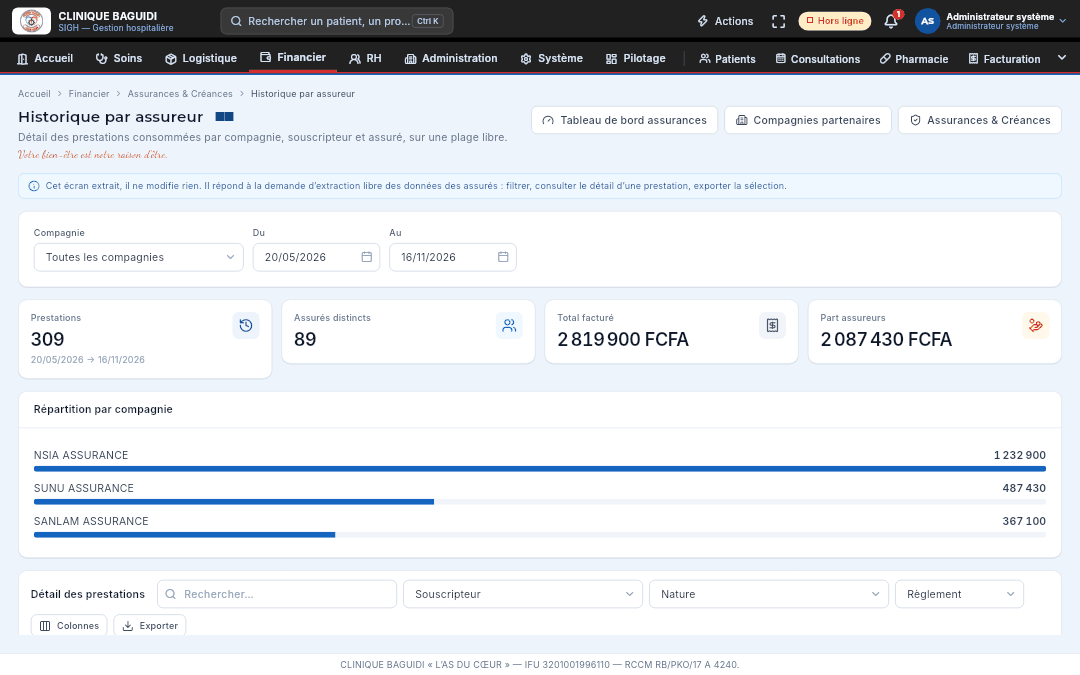 CLINIQUE BAGUIDI
SIGH — Gestion hospitalière
Rechercher un patient, un pro... Ctrl K
Actions
Hors ligne
1
AS
Administrateur système
Administrateur système
Accueil Soins Logistique Financier RH Administration Système Pilotage Patients Consultations Pharmacie Facturation
Accueil > Financier > Assurances & Créances > Historique par assureur
Historique par assureur
Tableau de bord assurances Compagnies partenaires Assurances & Créances
Détail des prestations consommées par compagnie, souscripteur et assuré, sur une plage libre.
Votre bien-être est notre raison d'être.
Cet écran extrait, il ne modifie rien. Il répond à la demande d'extraction libre des données des assurés : filtrer, consulter le détail d'une prestation, exporter la sélection.
Compagnie Du Au
Toutes les compagnies 20/05/2026 16/11/2026
Prestations Assurés distincts Total facturé Part assureurs
309 89 2 819 900 FCFA 2 087 430 FCFA
20/05/2026 → 16/11/2026
Répartition par compagnie
NSIA ASSURANCE 1 232 900
SUNU ASSURANCE 487 430
SANLAM ASSURANCE 367 100
Détail des prestations Rechercher... Souscripteur Nature Règlement
Colonnes Exporter
CLINIQUE BAGUIDI « L'AS DU CŒUR » — IFU 3201001996110 — RCCM RB/PKO/17 A 4240.